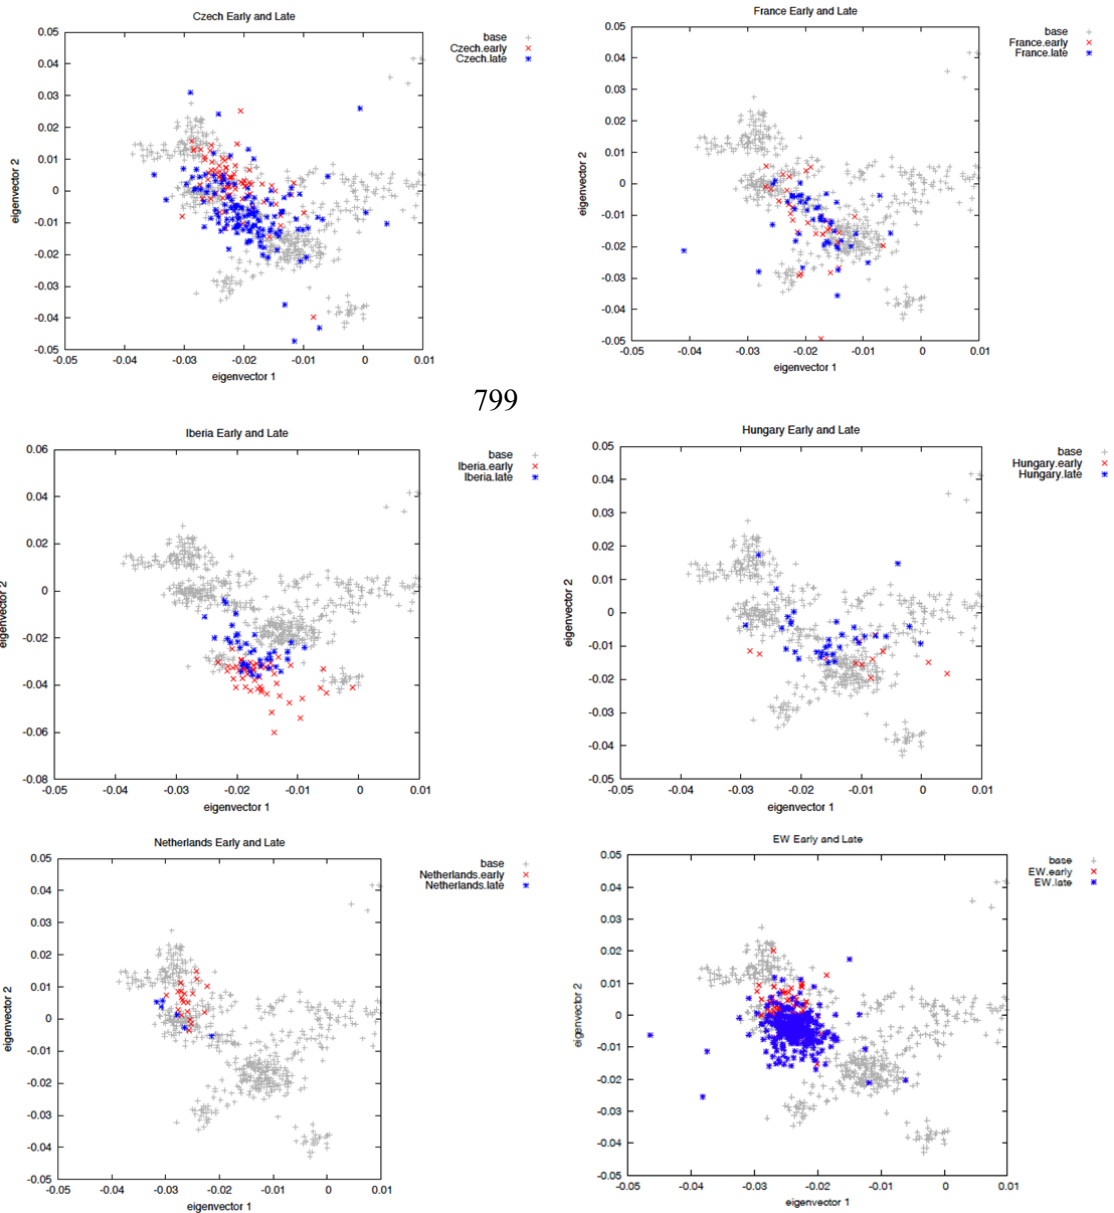 Czech Early and Late
base
Czech.early
Czech.late
0.05
0.04
0.03
0.02
0.01
0
-0.01
-0.02
-0.03
-0.04
-0.05
eigenvector 2
-0.05 -0.04 -0.03 -0.02 -0.01 0 0.01
eigenvector 1
France Early and Late
base
France.early
France.late
0.05
0.04
0.03
0.02
0.01
0
-0.01
-0.02
-0.03
-0.04
-0.05
eigenvector 2
-0.05 -0.04 -0.03 -0.02 -0.01 0 0.01
eigenvector 1
799
Iberia Early and Late
base
Iberia.early
Iberia.late
0.06
0.04
0.02
0
-0.02
-0.04
-0.06
-0.08
eigenvector 2
-0.05 -0.04 -0.03 -0.02 -0.01 0 0.01
eigenvector 1
Hungary Early and Late
base
Hungary.early
Hungary.late
0.05
0.04
0.03
0.02
0.01
0
-0.01
-0.02
-0.03
-0.04
-0.05
eigenvector 2
-0.05 -0.04 -0.03 -0.02 -0.01 0 0.01
eigenvector 1
Netherlands Early and Late
base
Netherlands.early
Netherlands.late
0.05
0.04
0.03
0.02
0.01
0
-0.01
-0.02
-0.03
-0.04
-0.05
eigenvector 2
-0.05 -0.04 -0.03 -0.02 -0.01 0 0.01
eigenvector 1
EW Early and Late
base
EW.early
EW.late
0.05
0.04
0.03
0.02
0.01
0
-0.01
-0.02
-0.03
-0.04
-0.05
eigenvector 2
-0.05 -0.04 -0.03 -0.02 -0.01 0 0.01
eigenvector 1